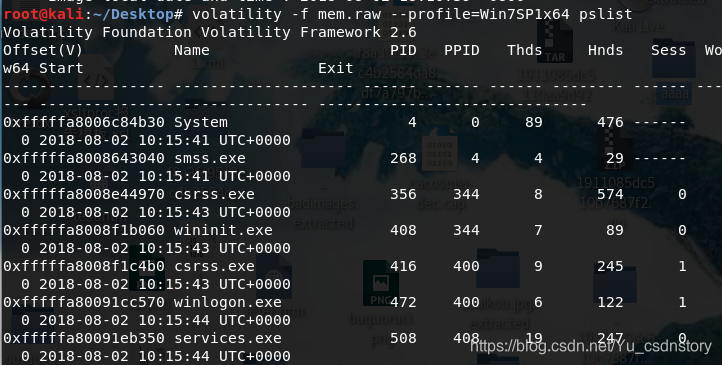 root@kali:~/Desktop# volatility -f mem.raw --profile=Win7SP1x64 pslist
Volatility Foundation Volatility Framework 2.6
Offset(V)          Name                    PID   PPID   Thds     Hnds   Sess  Wo
w64 Start                          Exit
------------------ -------------------- ------ ------ ------ -------- ------ ---
--- ------------------------------ ------------------------------
0xfffffa8006c84b30 System                    4      0     89      476 ------
0 2018-08-02 10:15:41 UTC+0000
0xfffffa8008643040 smss.exe                268      4      4       29 ------
0 2018-08-02 10:15:41 UTC+0000
0xfffffa8008e44970 csrss.exe               356    344      8      574      0
0 2018-08-02 10:15:43 UTC+0000
0xfffffa8008f1b060 wininit.exe             408    344      7       89      0
0 2018-08-02 10:15:43 UTC+0000
0xfffffa8008f1c4b0 csrss.exe               416    400      9      245      1
0 2018-08-02 10:15:43 UTC+0000
0xfffffa80091cc570 winlogon.exe            472    400      6      122      1
0 2018-08-02 10:15:44 UTC+0000
0xfffffa80091eb350 services.exe            508    408     19      247      0
0 2018-08-02 10:15:44 UTC+0000
https://blog.csdn.net/Yu_csdnstory